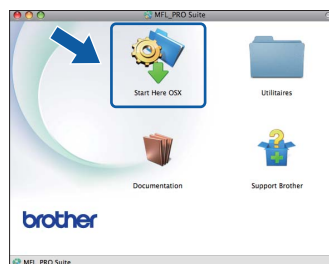 MFL_PRO Suite
Start Here OSX
Utilitaires
Documentation
Support Brother
brother
MFL_PRO Suite